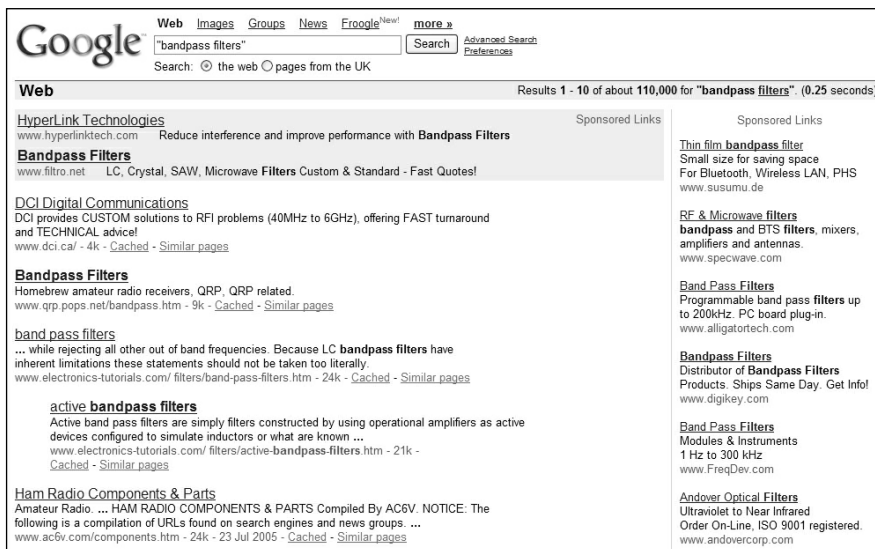 Web Images Groups News Froogle New! more »
Google™
"bandpass filters" Search Advanced Search
Preferences
Search: the web pages from the UK
Web Results 1 - 10 of about 110,000 for "bandpass filters". (0.25 seconds)
HyperLink Technologies Sponsored Links
www.hyperlinktech.com Reduce interference and improve performance with Bandpass Filters
Bandpass Filters
www.filtro.net LC, Crystal, SAW, Microwave Filters Custom & Standard - Fast Quotes!
DCI Digital Communications
DCI provides CUSTOM solutions to RFI problems (40MHz to 6GHz), offering FAST turnaround
and TECHNICAL advice!
www.dci.ca/ - 4k - Cached - Similar pages
Bandpass Filters
Homebrew amateur radio receivers, QRP, QRP related.
www.qrp.pops.net/bandpass.htm - 9k - Cached - Similar pages
band pass filters
... while rejecting all other out of band frequencies. Because LC bandpass filters have
inherent limitations these statements should not be taken too literally.
www.electronics-tutorials.com/ filters/band-pass-filters.htm - 24k - Cached - Similar pages
active bandpass filters
Active band pass filters are simply filters constructed by using operational amplifiers as active
devices configured to simulate inductors or what are known ...
www.electronics-tutorials.com/ filters/active-bandpass-filters.htm - 21k -
Cached - Similar pages
Ham Radio Components & Parts
Amateur Radio. ... HAM RADIO COMPONENTS & PARTS Compiled By AC6V. NOTICE: The
following is a compilation of URLs found on search engines and news groups. ...
www.ac6v.com/components.htm - 24k - 23 Jul 2005 - Cached - Similar pages
Sponsored Links
Thin film bandpass filter
Small size for saving space
For Bluetooth, Wireless LAN, PHS
www.susumu.de
RF & Microwave filters
bandpass and BTS filters, mixers,
amplifiers and antennas.
www.specwave.com
Band Pass Filters
Programmable band pass filters up
to 200kHz. PC board plug-in.
www.alligatortech.com
Bandpass Filters
Distributor of Bandpass Filters
Products. Ships Same Day. Get Info!
www.digikey.com
Band Pass Filters
Modules & Instruments
1 Hz to 300 kHz
www.FreqDev.com
Andover Optical Filters
Ultraviolet to Near Infrared
Order On-Line, ISO 9001 registered.
www.andovercorp.com